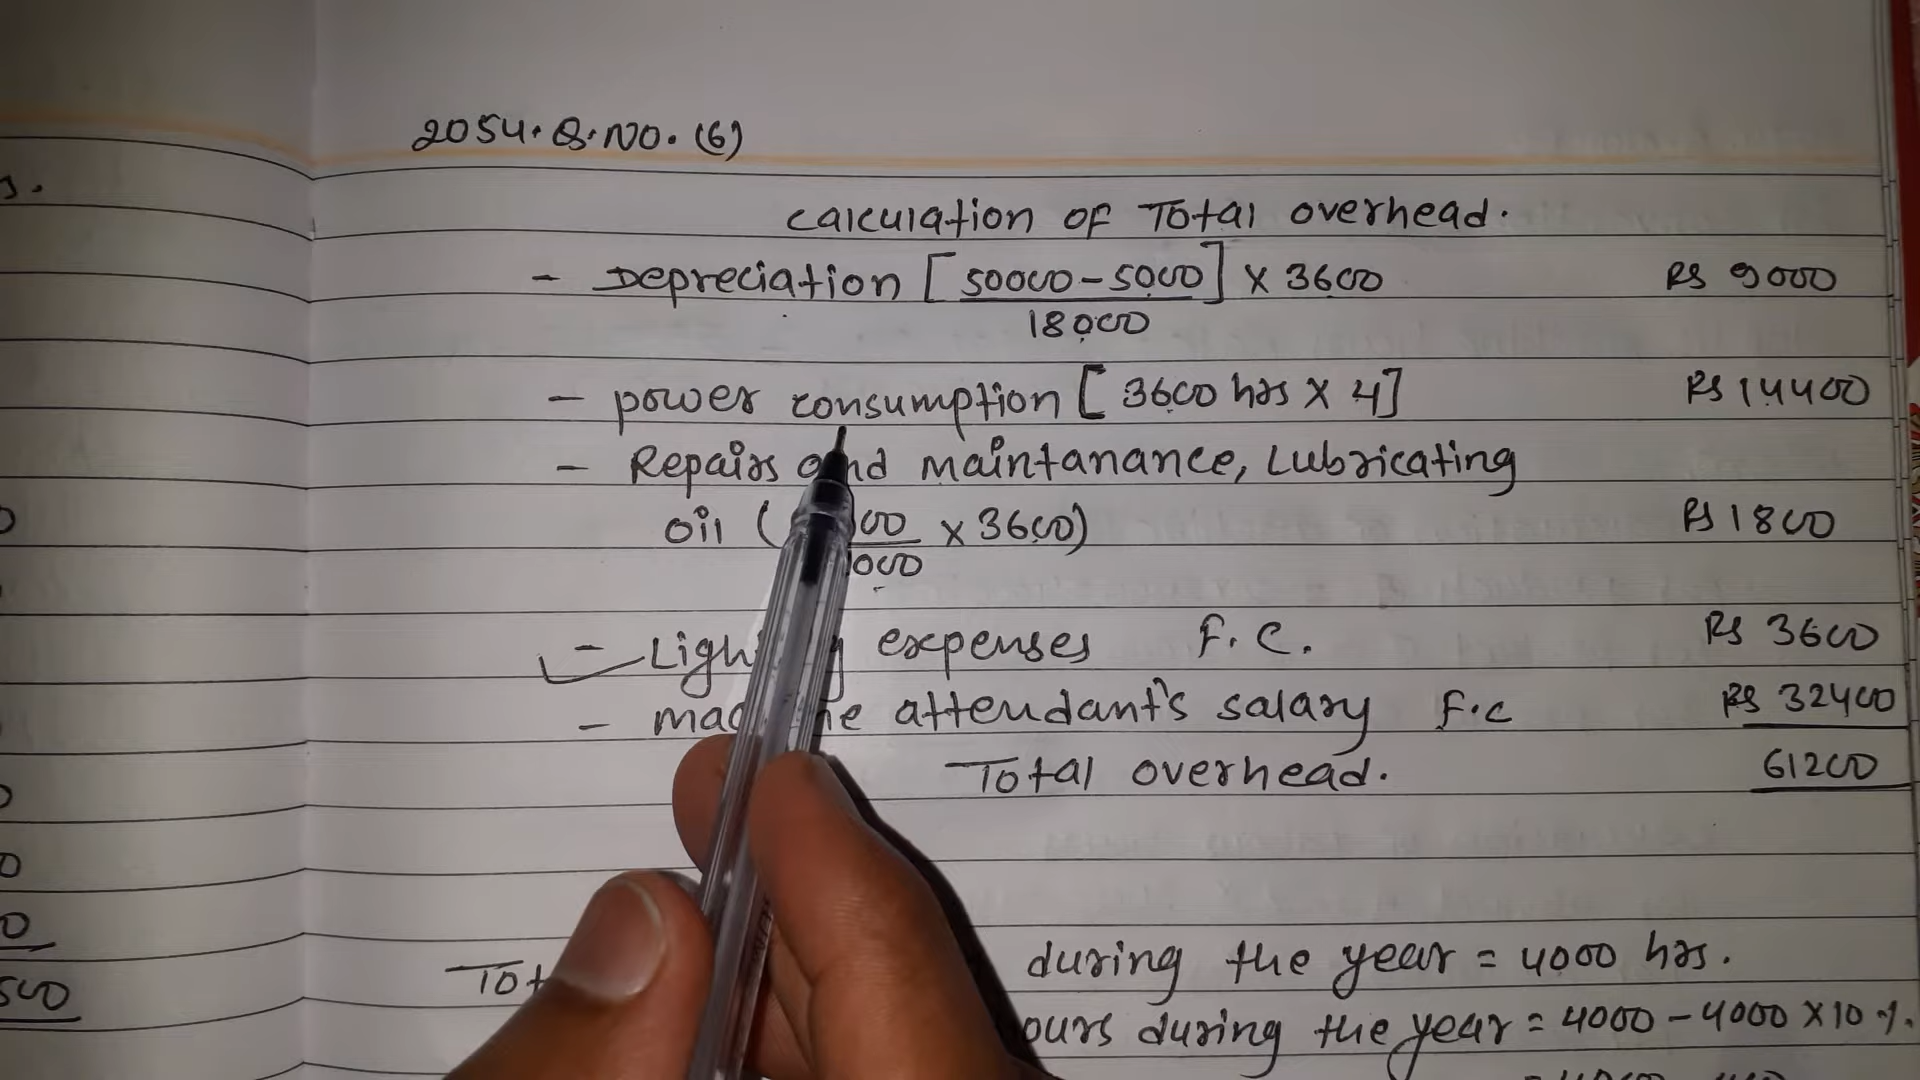 2054. Q. NO. (6)
Calculation of Total overhead.
- Depreciation [50000-5000] × 3600 Rs 9000
18000
- power consumption [3600 hrs × 4] Rs 14400
- Repairs and maintanance, Lubricating
oil ( × 3600) Rs 1800
expenses F.C. Rs 3600
- attendant's salary F.C Rs 32400
Total overhead. 61200
during the year = 4000 hrs.
during the year = 4000 - 4000 × 10 %.